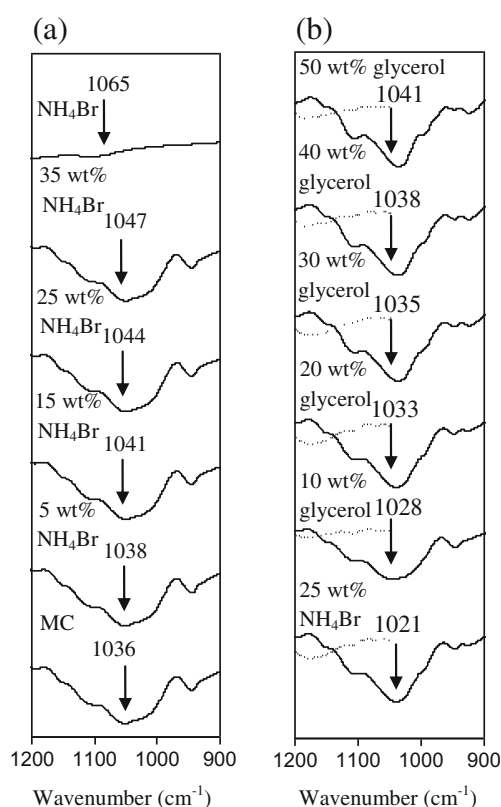 (a)
1065
NH₄Br
35 wt%
NH₄Br
1047
25 wt%
NH₄Br 1044
15 wt%
NH₄Br 1041
5 wt%
NH₄Br
1038
MC
1036
1200 1100 1000 900
Wavenumber (cm⁻¹)
(b)
50 wt% glycerol
1041
40 wt%
glycerol
1038
30 wt%
glycerol
1035
20 wt%
glycerol
1033
10 wt%
glycerol
1028
25 wt%
NH₄Br
1021
1200 1100 1000 900
Wavenumber (cm⁻¹)